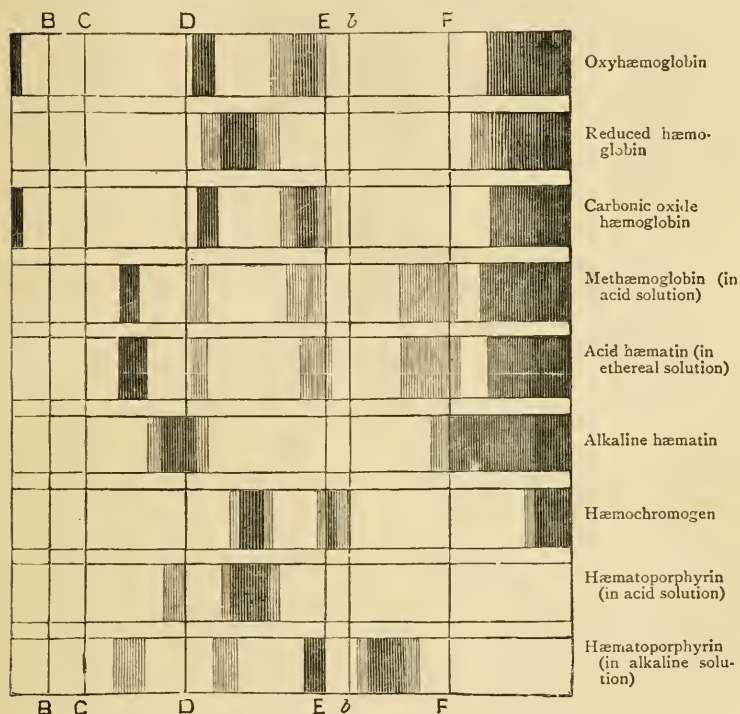 B C D E b F
Oxyhæmoglobin
Reduced hæmo-
globin
Carbonic oxide
hæmoglobin
Methæmoglobin (in
acid solution)
Acid hæmatin (in
ethereal solution)
Alkaline hæmatin
Hæmochromogen
Hæmatoporphyrin
(in acid solution)
Hæmatoporphyrin
(in alkaline solu-
tion)
B C D E b F